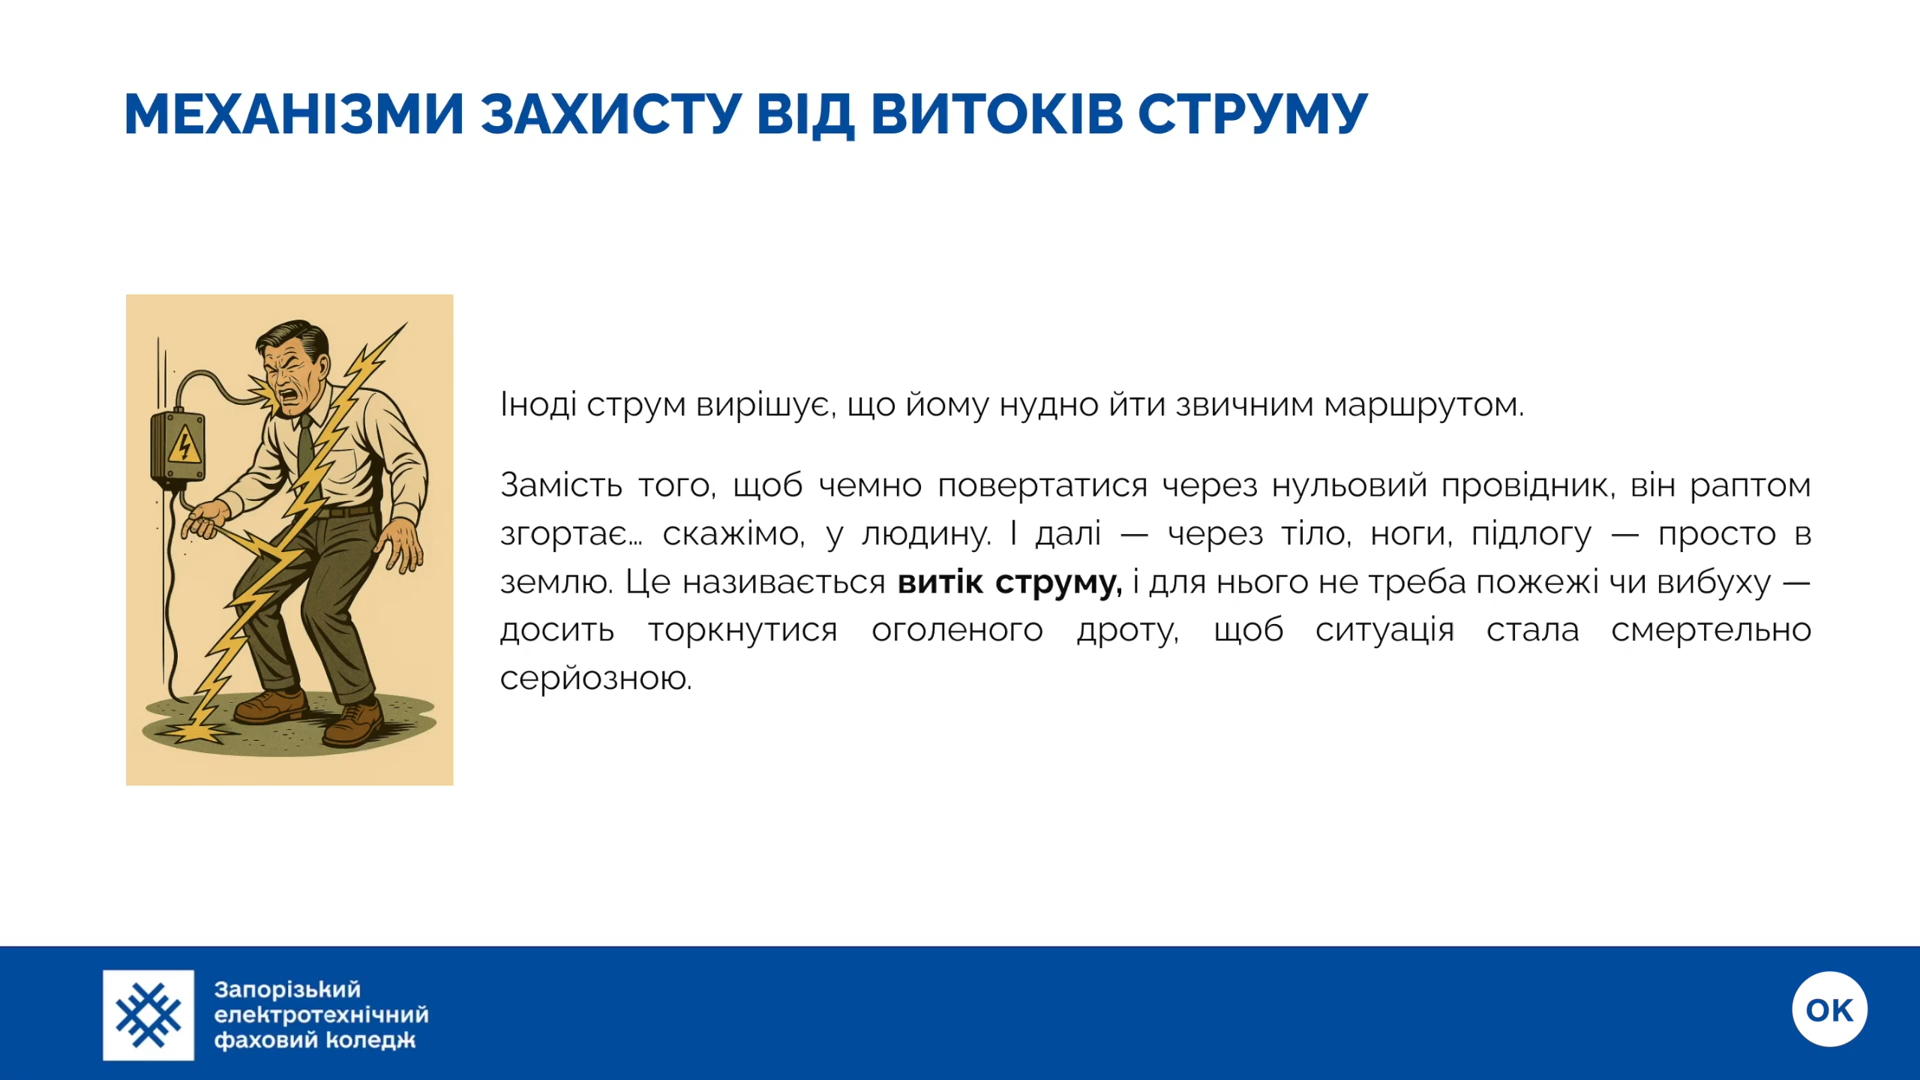 МЕХАНІЗМИ ЗАХИСТУ ВІД ВИТОКІВ СТРУМУ
Іноді струм вирішує, що йому нудно йти звичним маршрутом.
Замість того, щоб чемно повертатися через нульовий провідник, він раптом
згортає... скажімо, у людину. І далі — через тіло, ноги, підлогу — просто в
землю. Це називається витік струму, і для нього не треба пожежі чи вибуху —
досить торкнутися оголеного дроту, щоб ситуація стала смертельно
серйозною.
Запорізький
електротехнічний
фаховий коледж
ОК